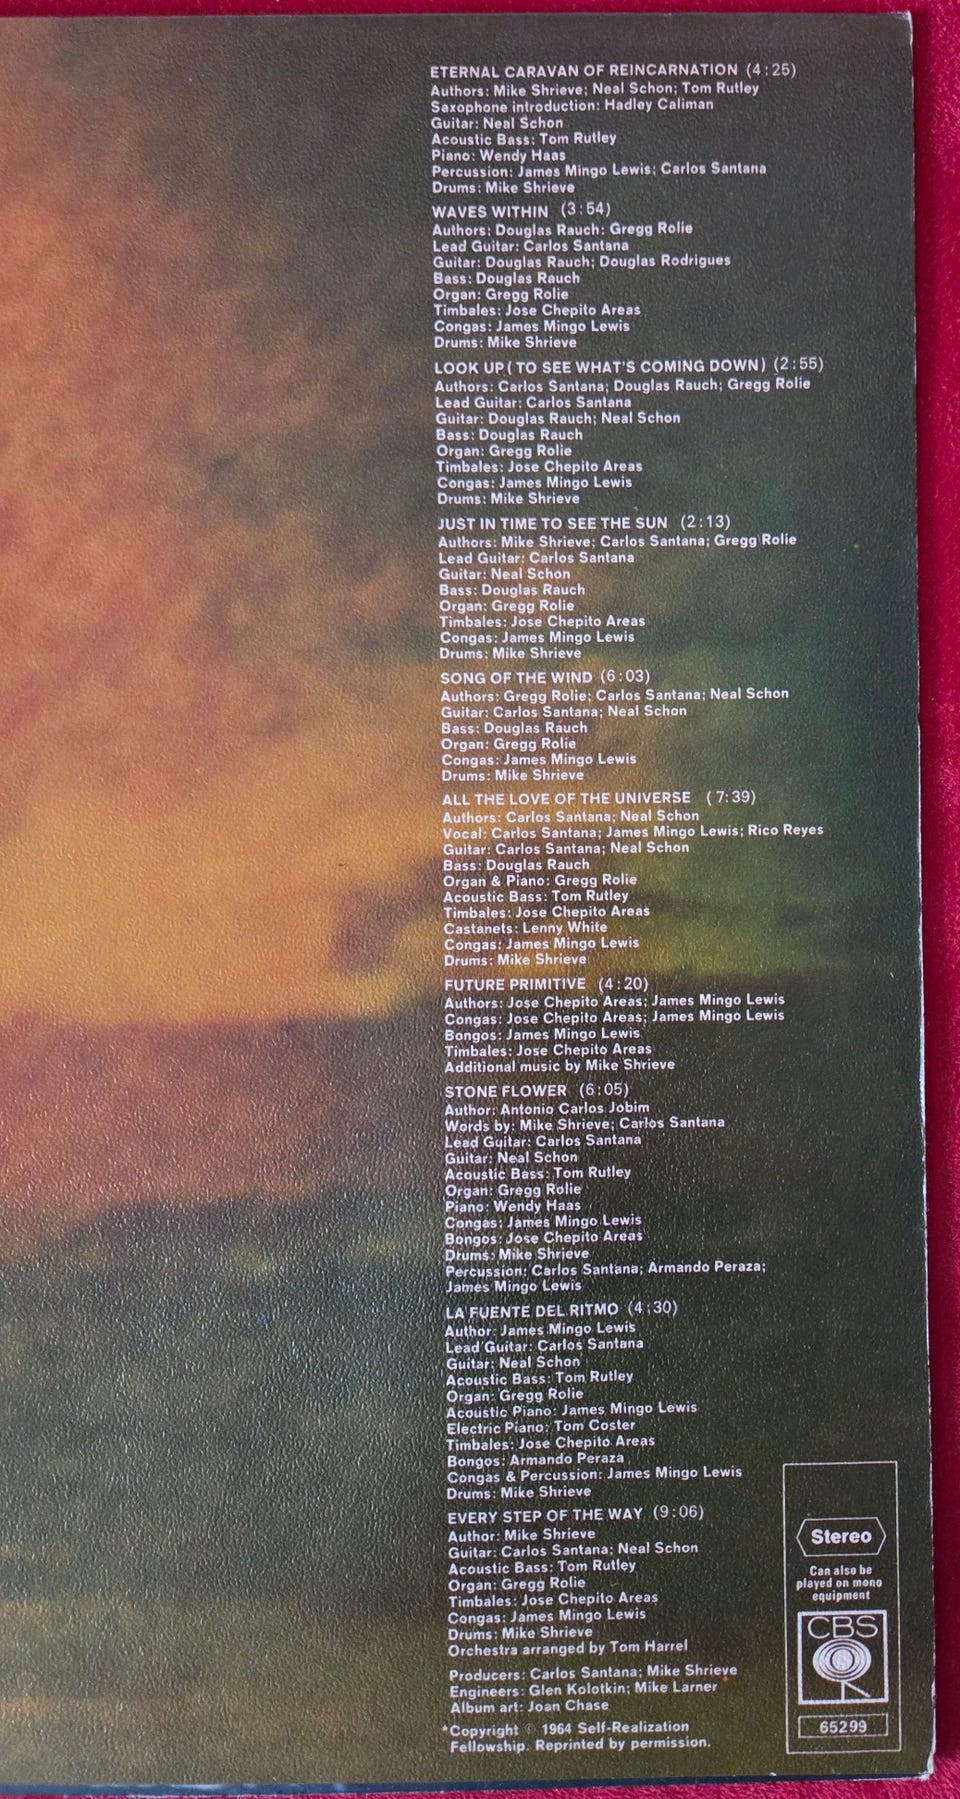 ETERNAL CARAVAN OF REINCARNATION (4:25)
Authors: Mike Shrieve; Neal Schon; Tom Rutley
Saxophone introduction: Hadley Caliman
Guitar: Neal Schon
Acoustic Bass: Tom Rutley
Piano: Wendy Haas
Percussion: James Mingo Lewis; Carlos Santana
Drums: Mike Shrieve
WAVES WITHIN (3:54)
Authors: Douglas Rauch: Gregg Rolie
Lead Guitar: Carlos Santana
Guitar: Douglas Rauch; Douglas Rodrigues
Bass: Douglas Rauch
Organ: Gregg Rolie
Timbales: Jose Chepito Areas
Congas: James Mingo Lewis
Drums: Mike Shrieve
LOOK UP (TO SEE WHAT'S COMING DOWN) (2:55)
Authors: Carlos Santana; Douglas Rauch; Gregg Rolie
Lead Guitar: Carlos Santana
Guitar: Douglas Rauch; Neal Schon
Bass: Douglas Rauch
Organ: Gregg Rolie
Timbales: Jose Chepito Areas
Congas: James Mingo Lewis
Drums: Mike Shrieve
JUST IN TIME TO SEE THE SUN (2:13)
Authors: Mike Shrieve; Carlos Santana; Gregg Rolie
Lead Guitar: Carlos Santana
Guitar: Neal Schon
Bass: Douglas Rauch
Organ: Gregg Rolie
Timbales: Jose Chepito Areas
Congas: James Mingo Lewis
Drums: Mike Shrieve
SONG OF THE WIND (6:03)
Authors: Gregg Rolie; Carlos Santana; Neal Schon
Guitar: Carlos Santana; Neal Schon
Bass: Douglas Rauch
Organ: Gregg Rolie
Congas: James Mingo Lewis
Drums: Mike Shrieve
ALL THE LOVE OF THE UNIVERSE (7:39)
Authors: Carlos Santana; Neal Schon
Vocal: Carlos Santana; James Mingo Lewis; Rico Reyes
Guitar: Carlos Santana; Neal Schon
Bass: Douglas Rauch
Organ & Piano: Gregg Rolie
Acoustic Bass: Tom Rutley
Timbales: Jose Chepito Areas
Castanets: Lenny White
Congas: James Mingo Lewis
Drums: Mike Shrieve
FUTURE PRIMITIVE (4:20)
Authors: Jose Chepito Areas; James Mingo Lewis
Congas: Jose Chepito Areas; James Mingo Lewis
Bongos: James Mingo Lewis
Timbales: Jose Chepito Areas
Additional music by Mike Shrieve
STONE FLOWER (6:05)
Author: Antonio Carlos Jobim
Words by: Mike Shrieve; Carlos Santana
Lead Guitar: Carlos Santana
Guitar: Neal Schon
Acoustic Bass: Tom Rutley
Organ: Gregg Rolie
Piano: Wendy Haas
Congas: James Mingo Lewis
Bongos: Jose Chepito Areas
Drums: Mike Shrieve
Percussion: Carlos Santana; Armando Peraza;
James Mingo Lewis
LA FUENTE DEL RITMO (4:30)
Author: James Mingo Lewis
Lead Guitar: Carlos Santana
Guitar: Neal Schon
Acoustic Bass: Tom Rutley
Organ: Gregg Rolie
Acoustic Piano: James Mingo Lewis
Electric Piano: Tom Coster
Timbales: Jose Chepito Areas
Bongos: Armando Peraza
Congas & Percussion: James Mingo Lewis
Drums: Mike Shrieve
EVERY STEP OF THE WAY (9:06)
Author: Mike Shrieve
Guitar: Carlos Santana; Neal Schon
Acoustic Bass: Tom Rutley
Organ: Gregg Rolie
Timbales: Jose Chepito Areas
Congas: James Mingo Lewis
Drums: Mike Shrieve
Orchestra arranged by Tom Harrel
Producers: Carlos Santana; Mike Shrieve
Engineers: Glen Kolotkin; Mike Larner
Album art: Joan Chase
*Copyright © 1964 Self-Realization
Fellowship. Reprinted by permission.
Stereo
Can also be
played on mono
equipment
CBS
65299